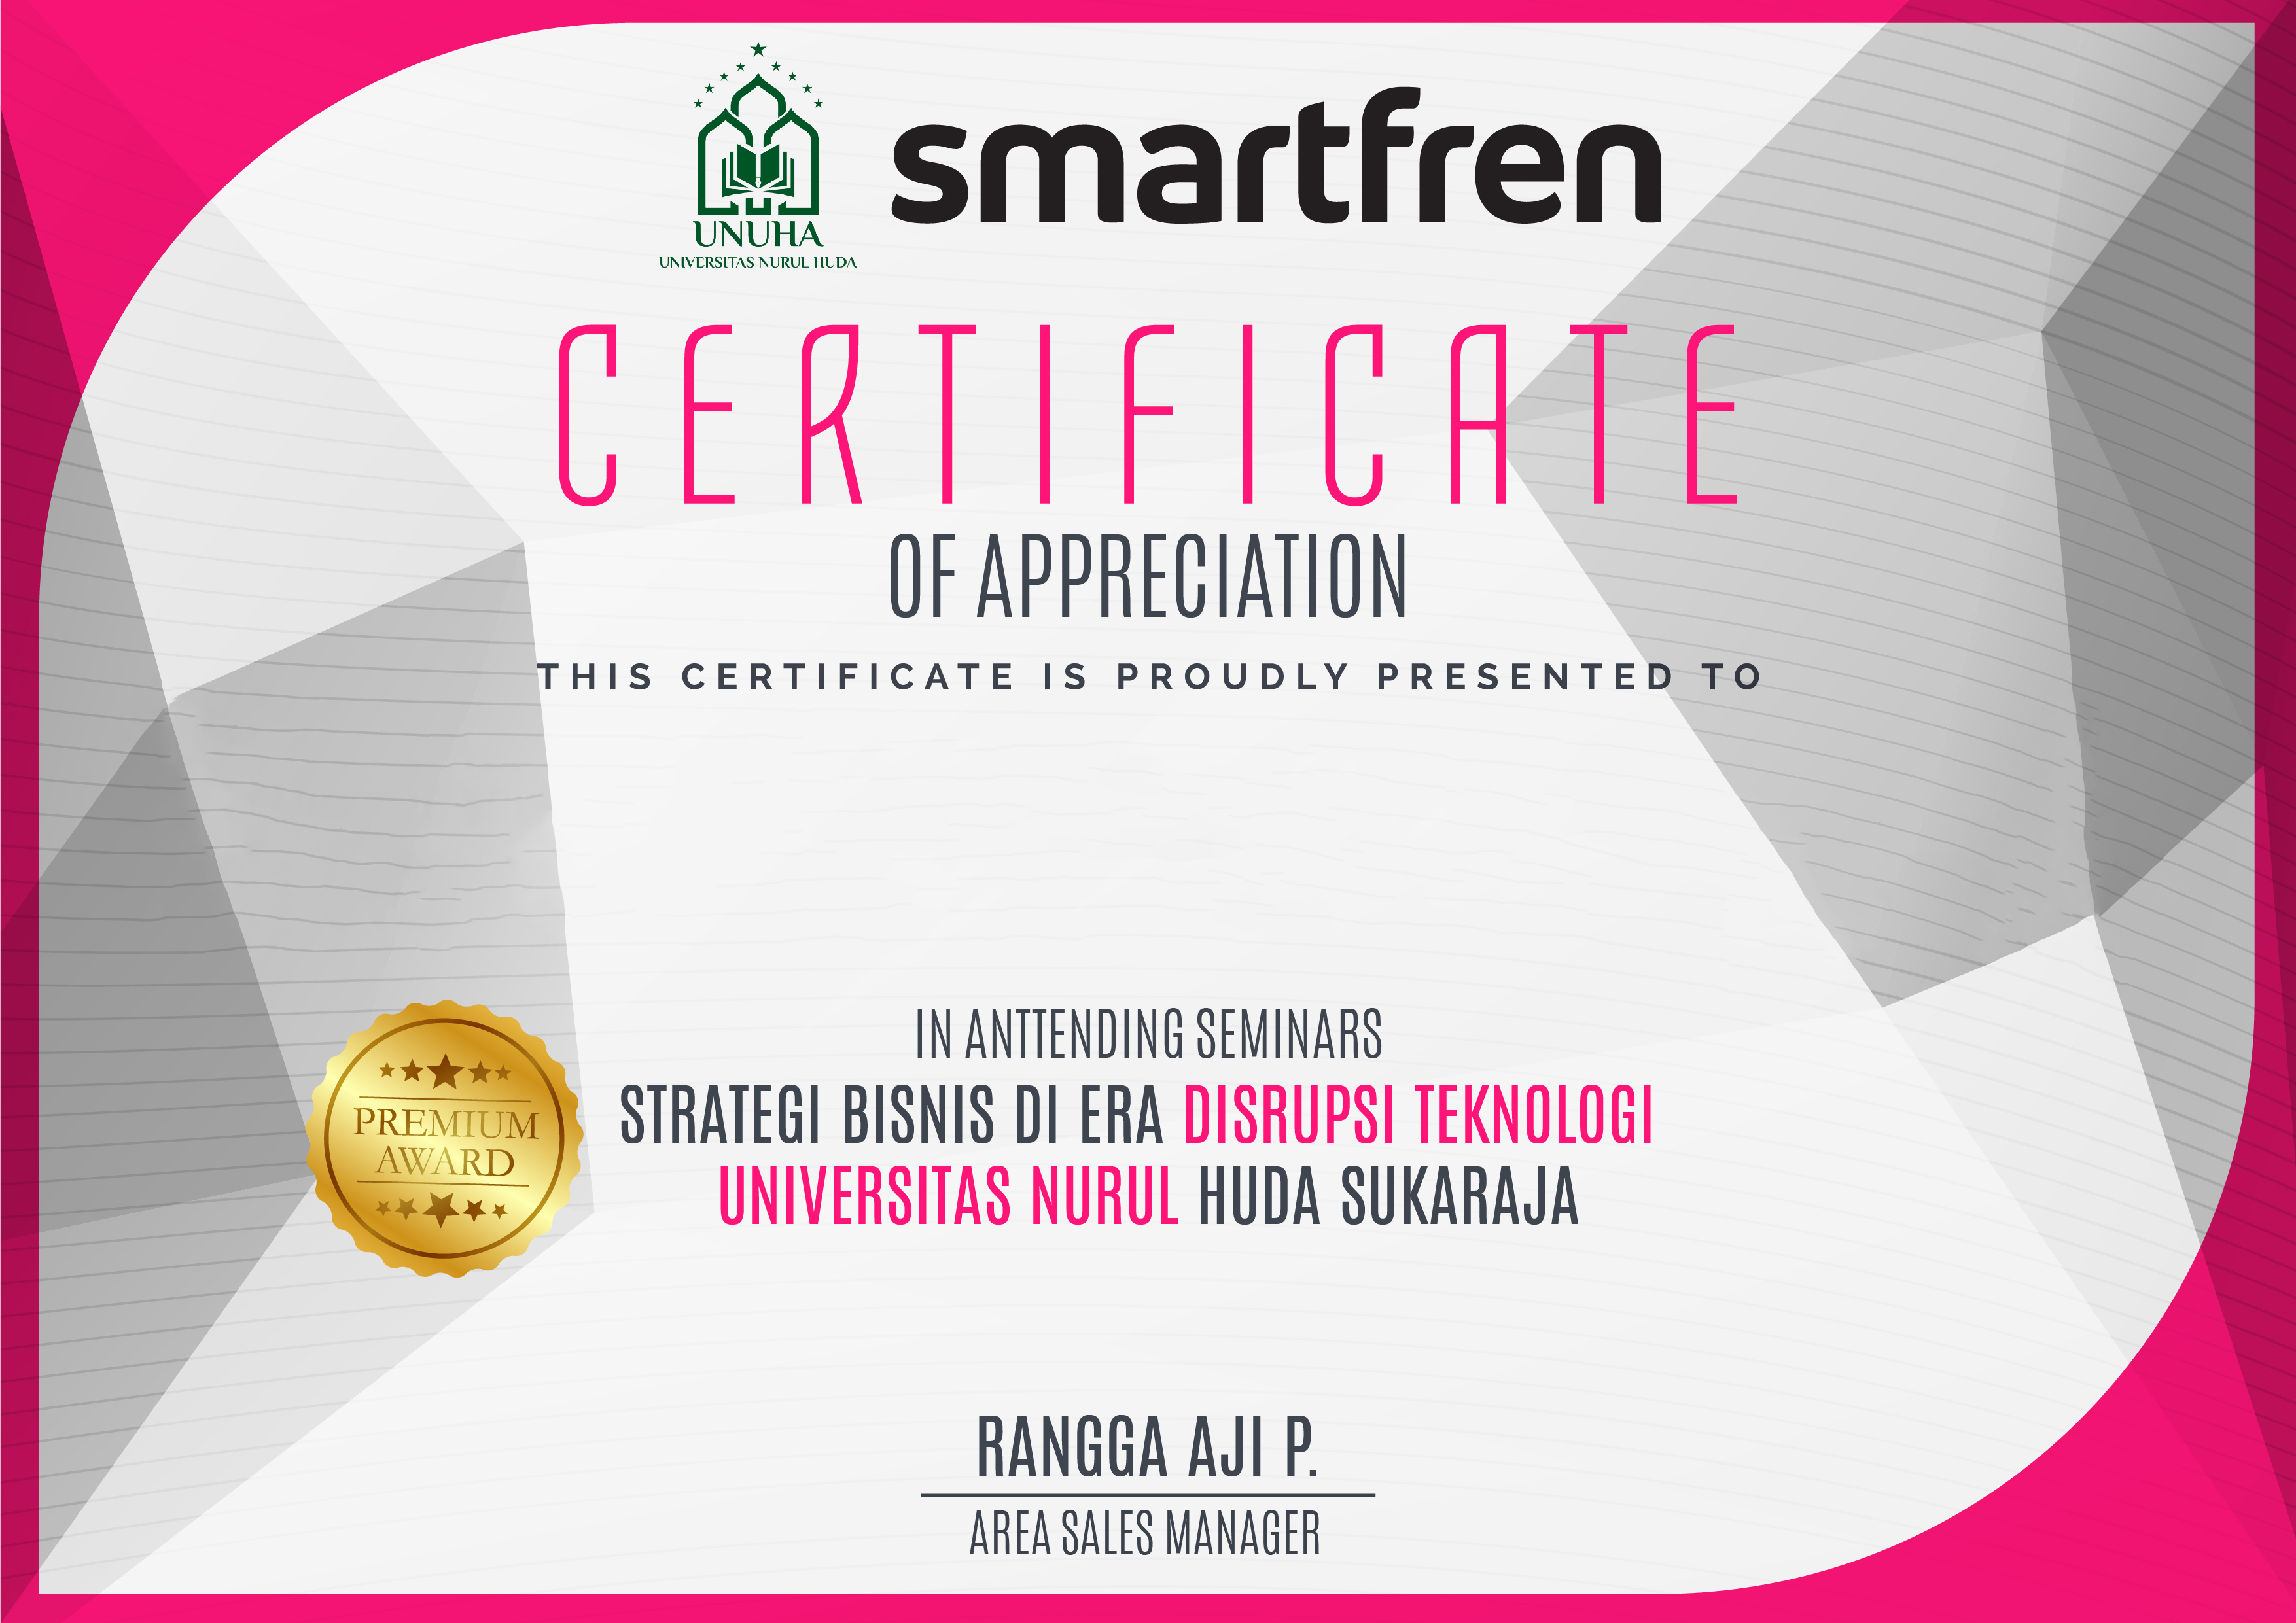 UNUHA
UNIVERSITAS NURUL HUDA
smartfren
CERTIFICATE
OF APPRECIATION
THIS CERTIFICATE IS PROUDLY PRESENTED TO
IN ANTTENDING SEMINARS
STRATEGI BISNIS DI ERA DISRUPSI TEKNOLOGI
UNIVERSITAS NURUL HUDA SUKARAJA
PREMIUM
AWARD
RANGGA AJI P.
AREA SALES MANAGER